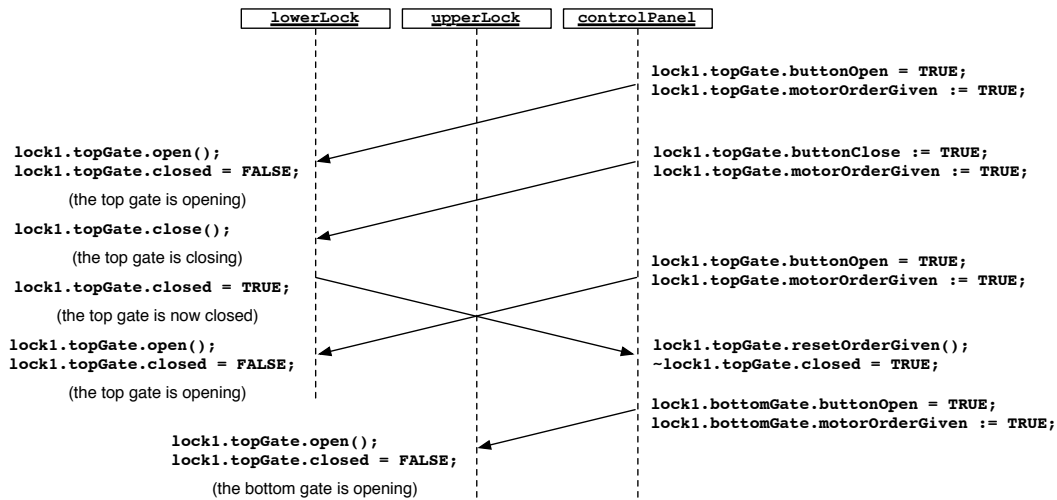 lowerLock
upperLock
controlPanel
lock1.topGate.buttonOpen = TRUE;
lock1.topGate.motorOrderGiven := TRUE;
lock1.topGate.open();
lock1.topGate.closed = FALSE;
(the top gate is opening)
lock1.topGate.buttonClose := TRUE;
lock1.topGate.motorOrderGiven := TRUE;
lock1.topGate.close();
(the top gate is closing)
lock1.topGate.closed = TRUE;
(the top gate is now closed)
lock1.topGate.buttonOpen = TRUE;
lock1.topGate.motorOrderGiven := TRUE;
lock1.topGate.open();
lock1.topGate.closed = FALSE;
(the top gate is opening)
lock1.topGate.resetOrderGiven();
~lock1.topGate.closed = TRUE;
lock1.bottomGate.buttonOpen = TRUE;
lock1.bottomGate.motorOrderGiven := TRUE;
lock1.topGate.open();
lock1.topGate.closed = FALSE;
(the bottom gate is opening)